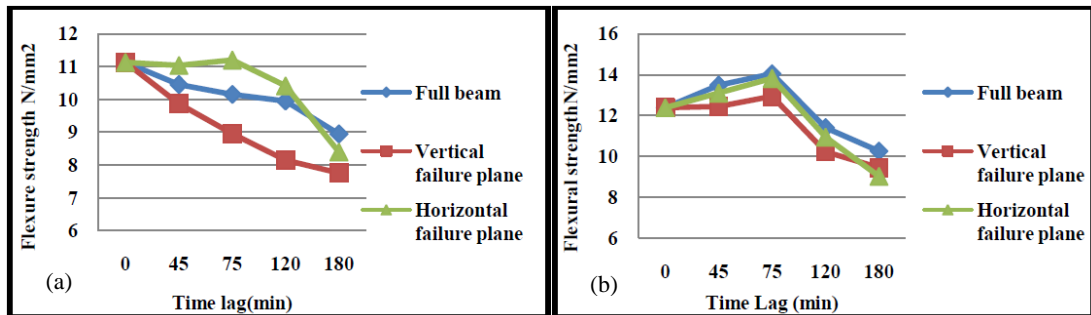 Flexure strength N/mm2
12
11
10
9
8
7
6
0 45 75 120 180
Time lag(min)
(a)
Full beam
Vertical
failure plane
Horizontal
failure plane
Flexural strength N/mm2
16
14
12
10
8
6
0 45 75 120 180
Time Lag (min)
(b)
Full beam
Vertical
failure plane
Horizontal
failure plane